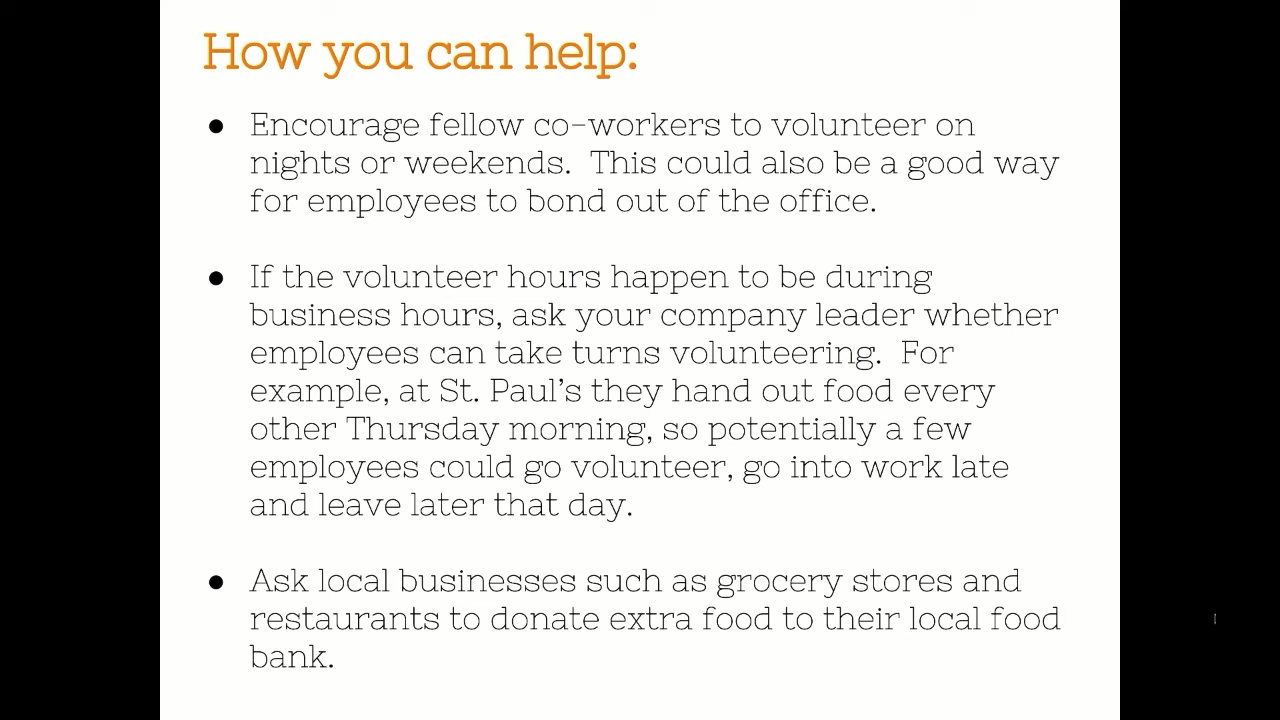 How you can help:
● Encourage fellow co-workers to volunteer on
nights or weekends.  This could also be a good way
for employees to bond out of the office.
● If the volunteer hours happen to be during
business hours, ask your company leader whether
employees can take turns volunteering.  For
example, at St. Paul’s they hand out food every
other Thursday morning, so potentially a few
employees could go volunteer, go into work late
and leave later that day.
● Ask local businesses such as grocery stores and
restaurants to donate extra food to their local food
bank.